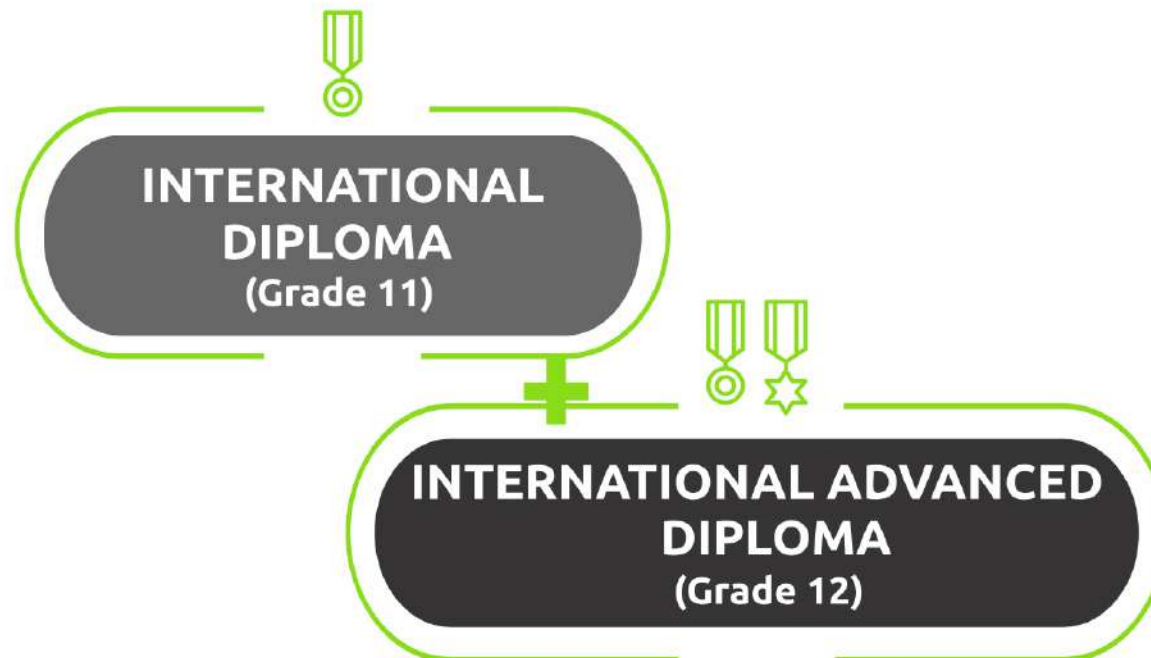 INTERNATIONAL
DIPLOMA
(Grade 11)
INTERNATIONAL ADVANCED
DIPLOMA
(Grade 12)